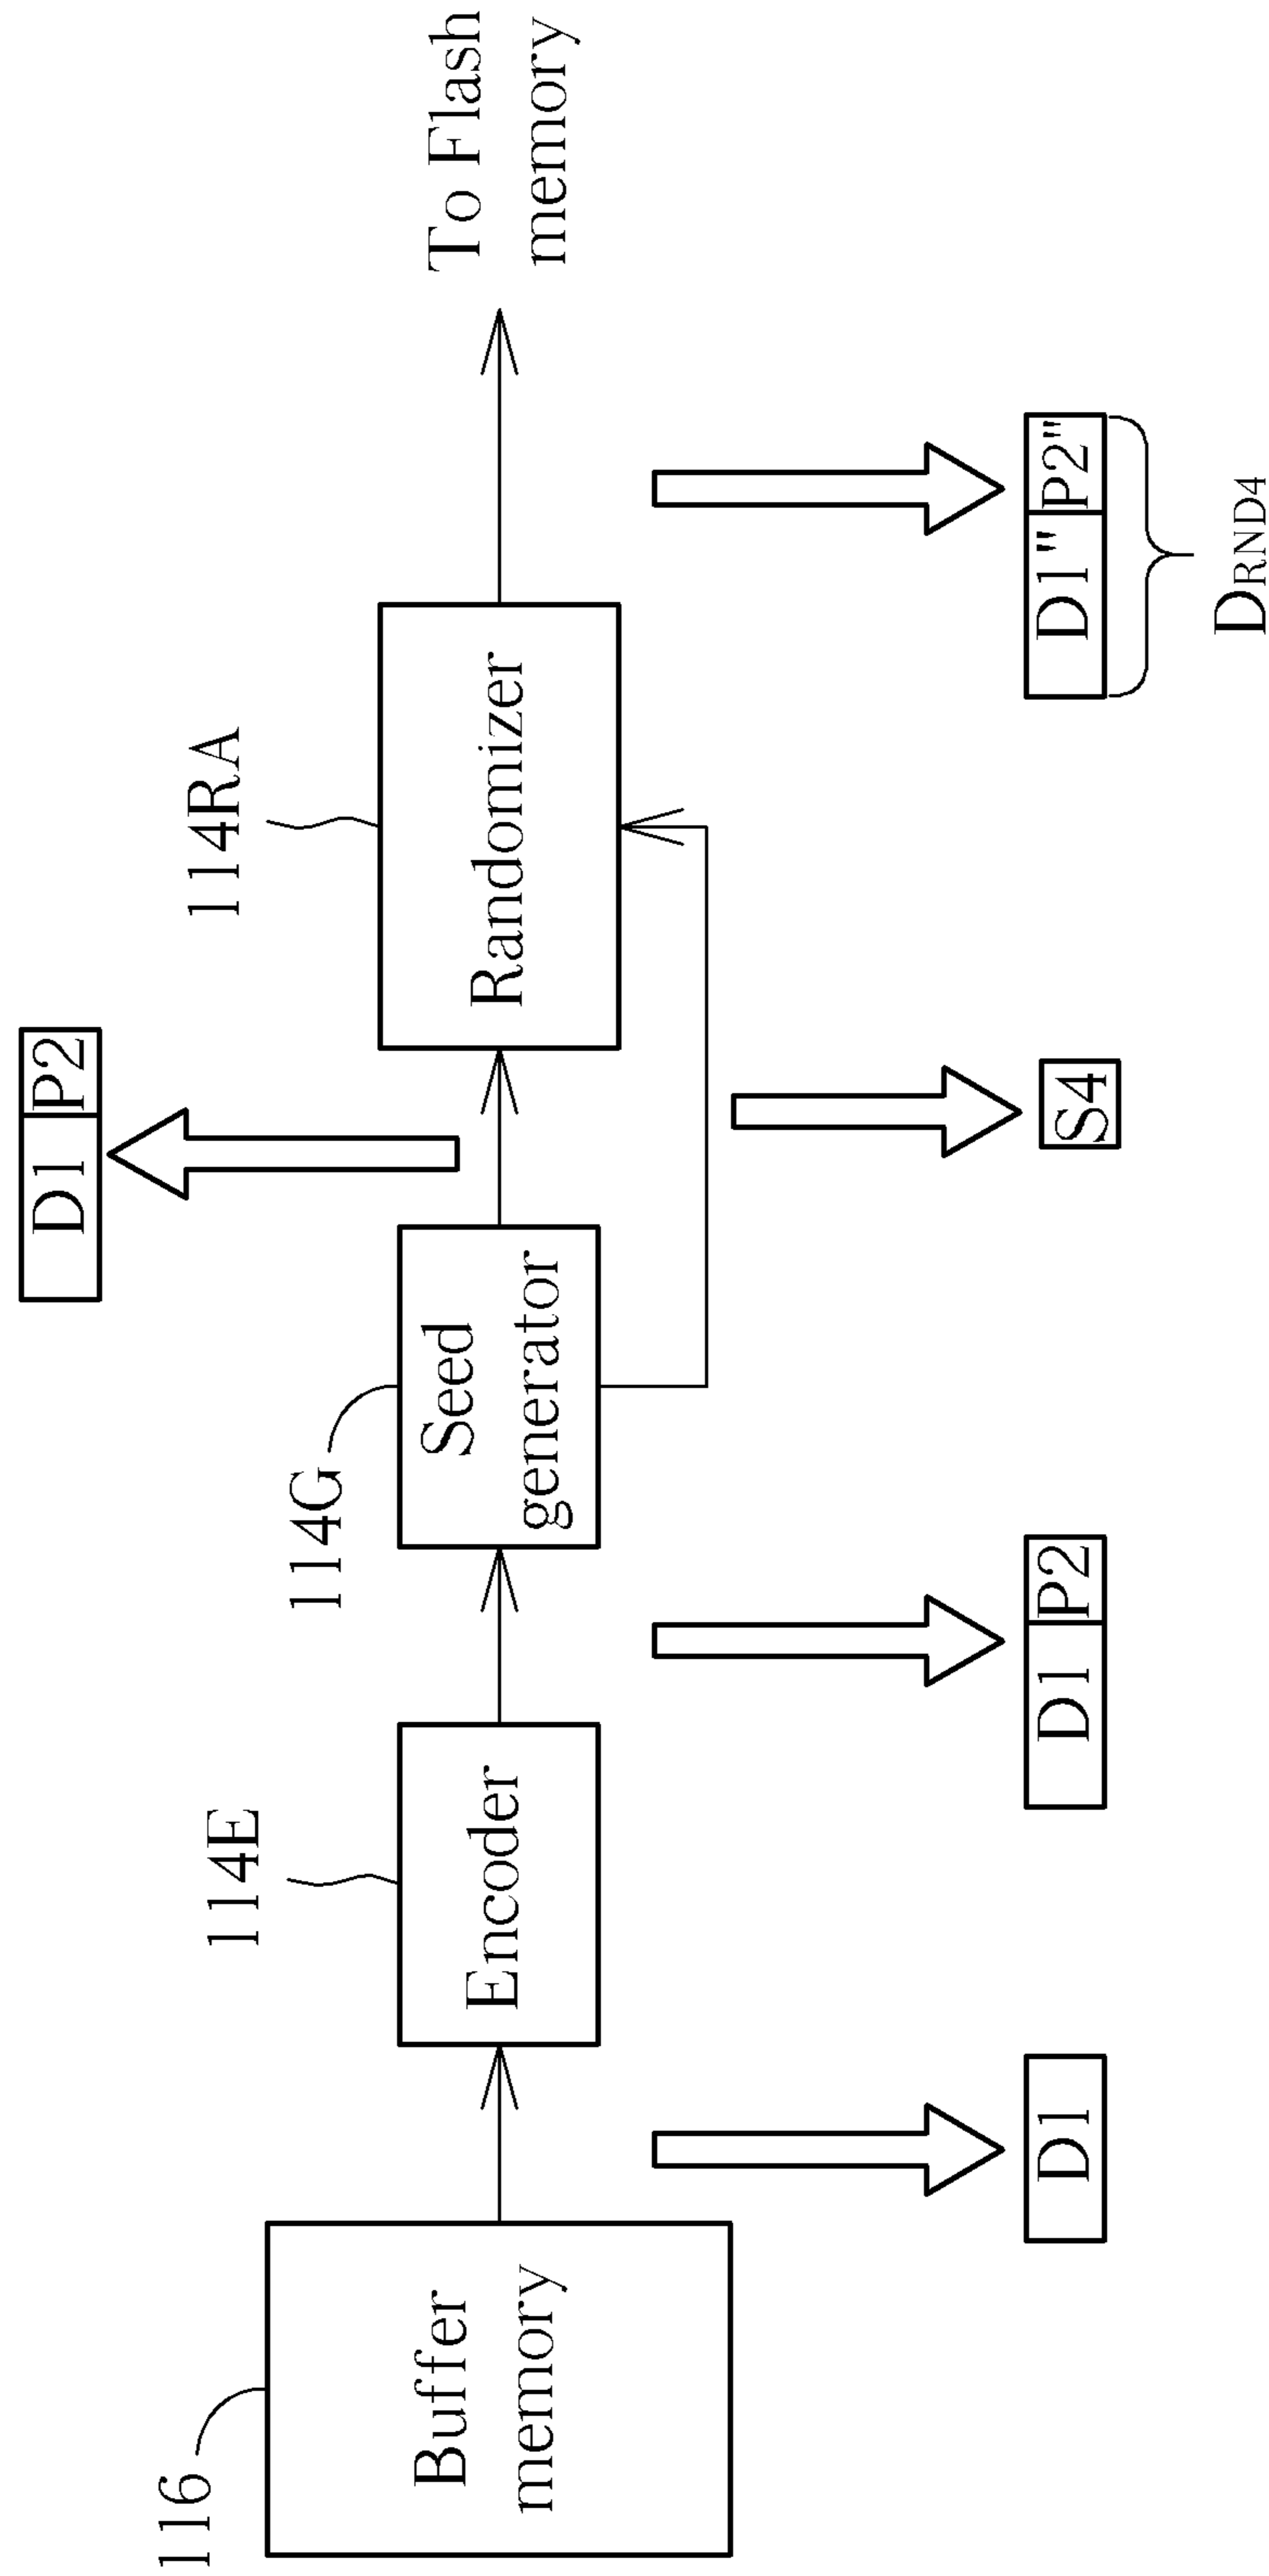 116
Buffer
memory
D1
114E
Encoder
D1 P2
114G
Seed
generator
D1 P2
S4
114RA
Randomizer
D1" P2"
DRND4
To Flash
memory